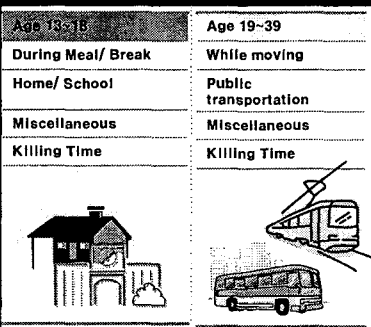 Age 13~18
During Meal/ Break
Home/ School
Miscellaneous
Killing Time
Age 19~39
While moving
Public
transportation
Miscellaneous
Killing Time